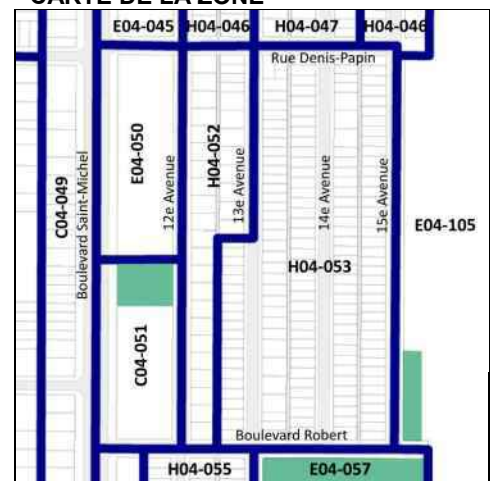 CARTE DE LA ZONE
E04-045
H04-046
H04-047
H04-046
Rue Denis-Papin
C04-049
Boulevard Saint-Michel
E04-050
12e Avenue
H04-052
13e Avenue
14e Avenue
15e Avenue
E04-105
H04-053
C04-051
Boulevard Robert
H04-055
E04-057